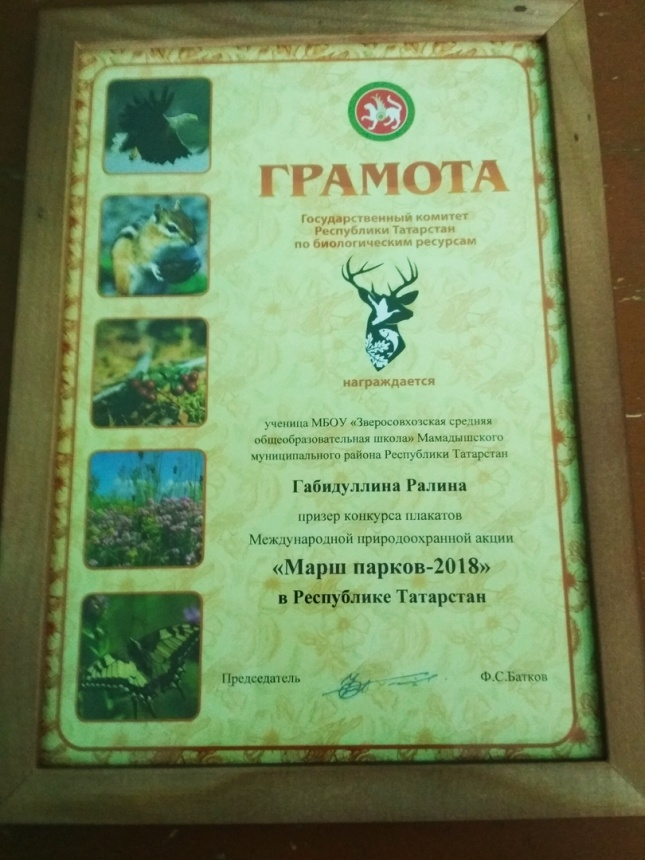 ГРАМОТА
Государственный комитет
Республики Татарстан
по биологическим ресурсам
награждается
ученица МБОУ «Зверосовхозская средняя
общеобразовательная школа» Мамадышского
муниципального района Республики Татарстан
Габидуллина Ралина
призер конкурса плакатов
Международной природоохранной акции
«Марш парков-2018»
в Республике Татарстан
Председатель Ф.С.Батков